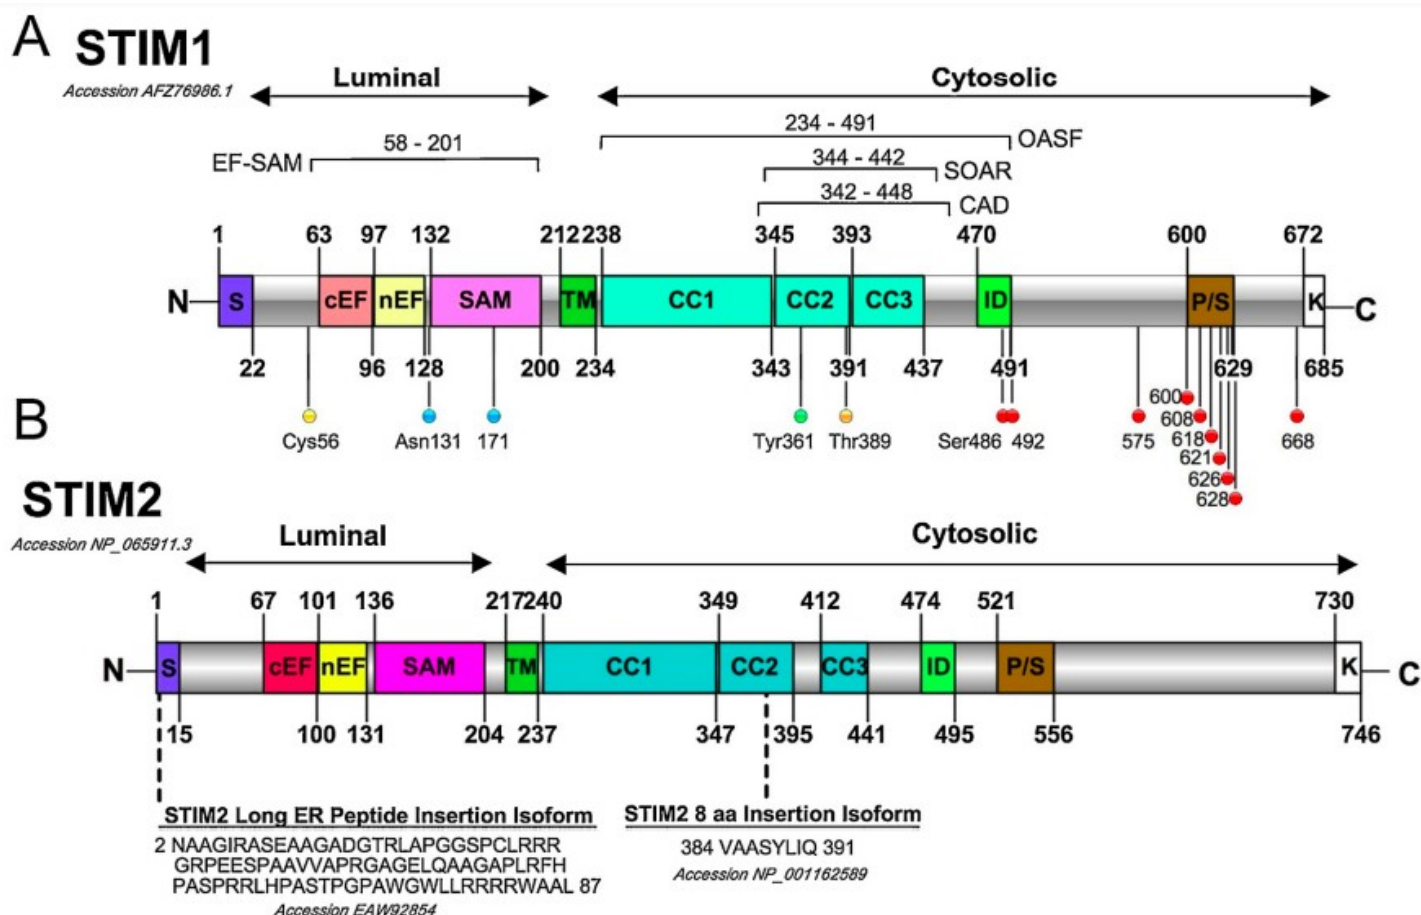 A
STIM1
Accession AFZ76986.1
Luminal
Cytosolic
234 - 491
OASF
58 - 201
EF-SAM
344 - 442
SOAR
342 - 448
CAD
1 63 97 132 212 238 345 393 470 600 672
N S cEF nEF SAM TM CC1 CC2 CC3 ID P/S K C
22 96 128 200 234 343 391 437 491 629 685
600
608
618
621
626
628
Cys56 Asn131 171 Tyr361 Thr389 Ser486 492 575 668
B
STIM2
Accession NP_065911.3
Luminal
Cytosolic
1 67 101 136 217 240 349 412 474 521 730
N S cEF nEF SAM TM CC1 CC2 CC3 ID P/S K C
15 100 131 204 237 347 395 441 495 556 746
STIM2 Long ER Peptide Insertion Isoform
2 NAAGIRASEAAGADGTRLAPGGSPCLRRR
GRPEESPAAVVAPRGAGELQAAGAPLRFH
PASPRRLHPASTPGPAWGWLLRRRRWAAL 87
Accession EAW92854
STIM2 8 aa Insertion Isoform
384 VAASYLIQ 391
Accession NP_001162589